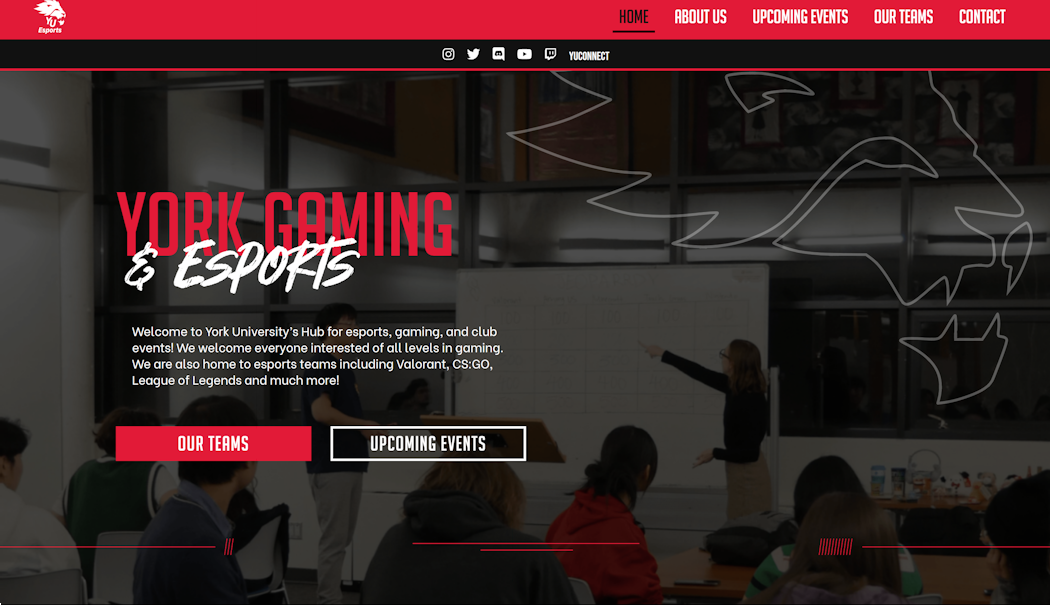 YU
Esports
HOME ABOUT US UPCOMING EVENTS OUR TEAMS CONTACT
YUCONNECT
YORK GAMING
& ESPORTS
Welcome to York University's Hub for esports, gaming, and club
events! We welcome everyone interested of all levels in gaming.
We are also home to esports teams including Valorant, CS:GO,
League of Legends and much more!
OUR TEAMS UPCOMING EVENTS